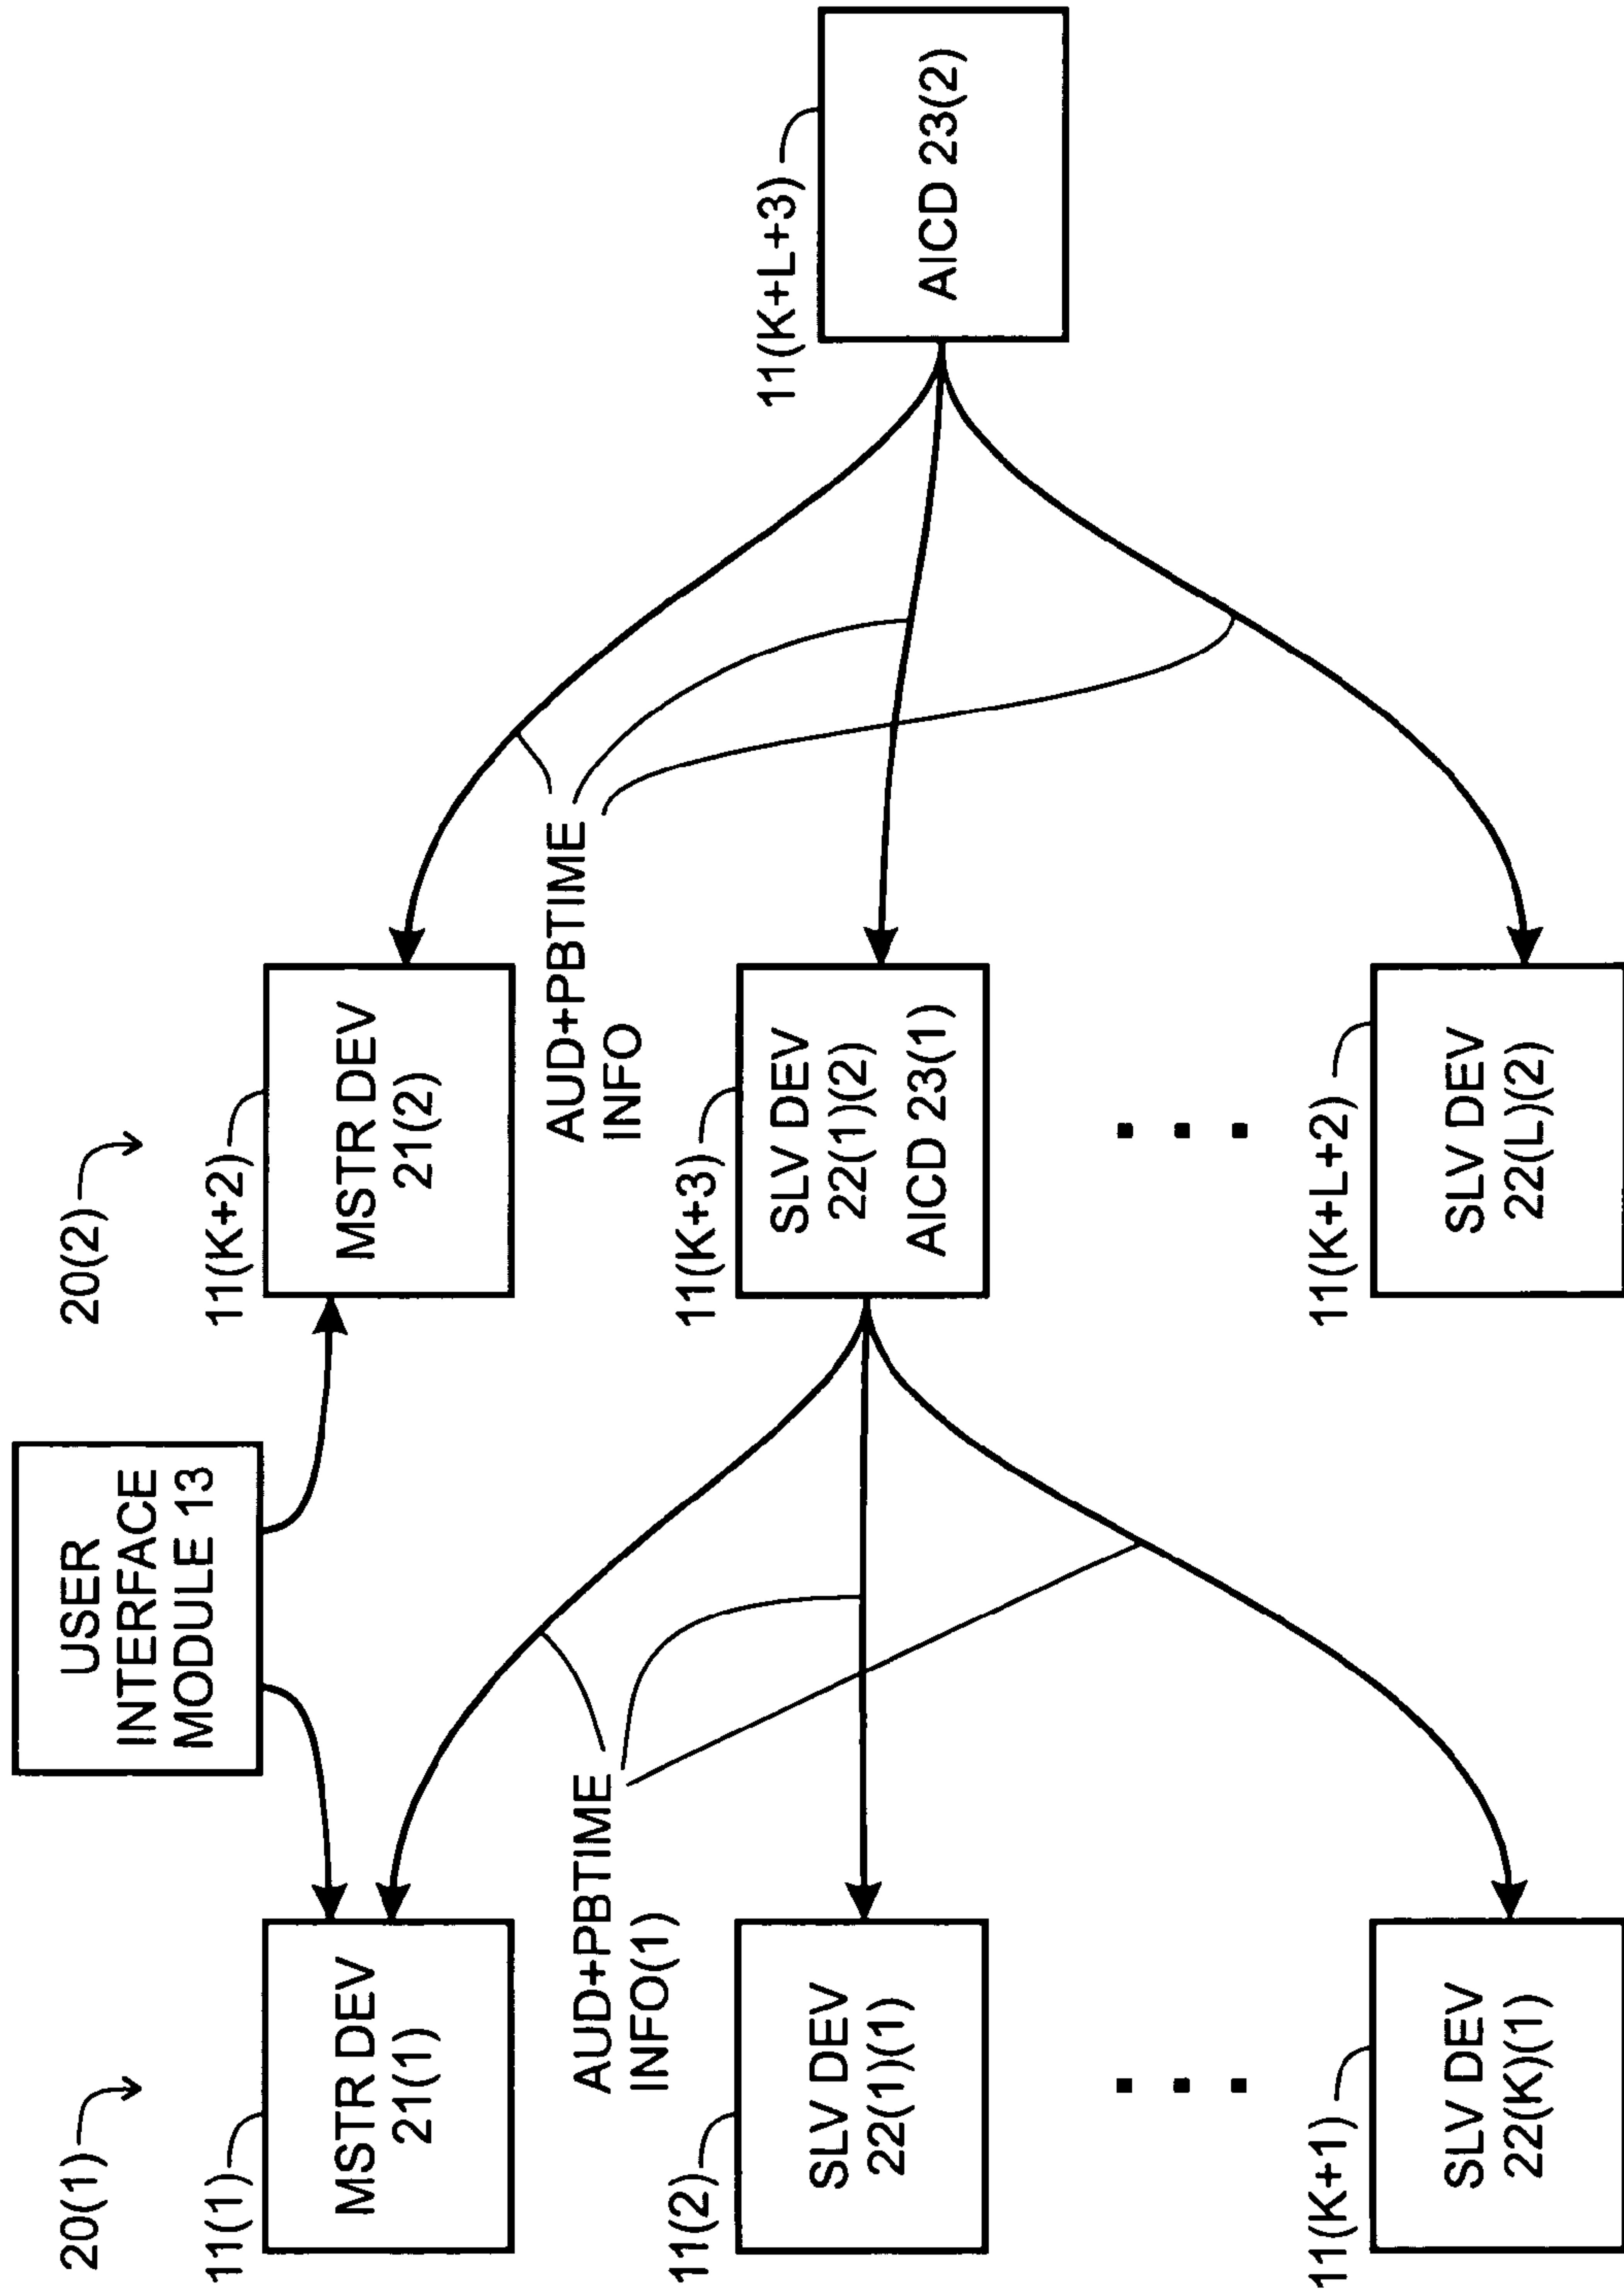 USER
INTERFACE
MODULE 13
20(1)
20(2)
11(1)
MSTR DEV
21(1)
11(K+2)
MSTR DEV
21(2)
AUD+PBTIME
INFO(1)
AUD+PBTIME
INFO
11(2)
SLV DEV
22(1)(1)
11(K+3)
SLV DEV
22(1)(2)
AICD 23(1)
11(K+L+3)
AICD 23(2)
11(K+1)
SLV DEV
22(K)(1)
11(K+L+2)
SLV DEV
22(L)(2)